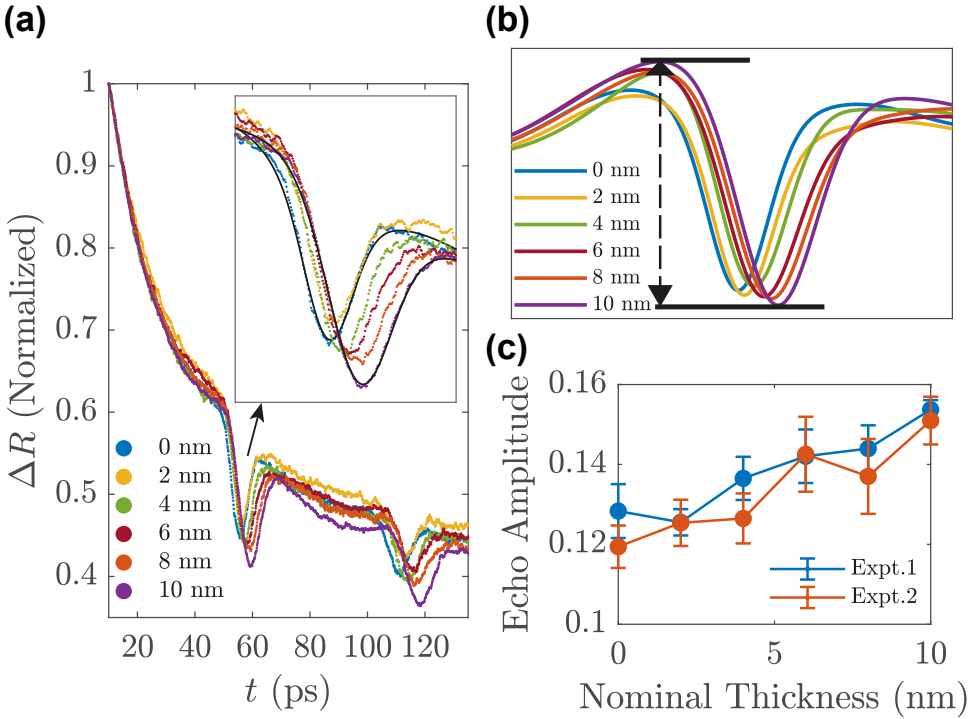 (a)
ΔR (Normalized)
1
0.9
0.8
0.7
0.6
0.5
0.4
0 nm
2 nm
4 nm
6 nm
8 nm
10 nm
20 40 60 80 100 120
t (ps)
(b)
0 nm
2 nm
4 nm
6 nm
8 nm
10 nm
(c)
Echo Amplitude
0.16
0.14
0.12
0.1
Expt.1
Expt.2
0 5 10
Nominal Thickness (nm)